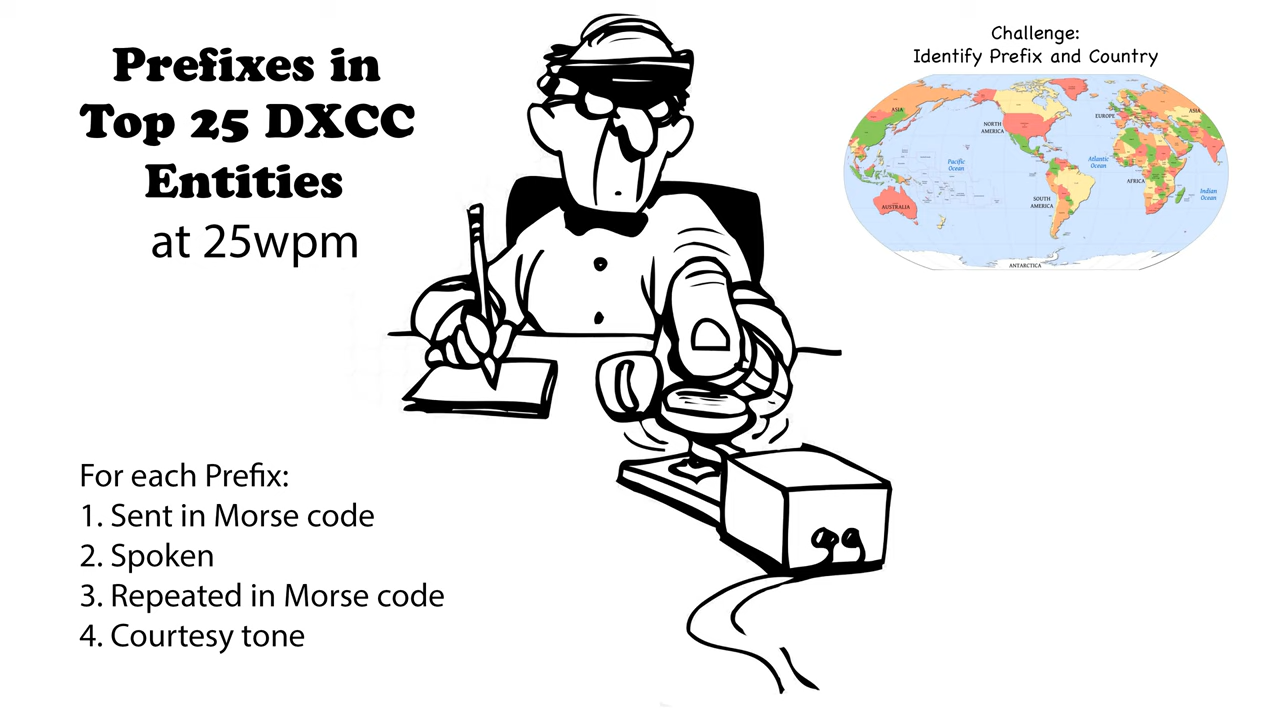 Prefixes in
Top 25 DXCC
Entities
at 25wpm
Challenge:
Identify Prefix and Country
ASIA
NORTH
AMERICA
EUROPE
ASIA
Pacific
Ocean
Atlantic
Ocean
AFRICA
SOUTH
AMERICA
Indian
Ocean
AUSTRALIA
ANTARCTICA
For each Prefix:
1. Sent in Morse code
2. Spoken
3. Repeated in Morse code
4. Courtesy tone